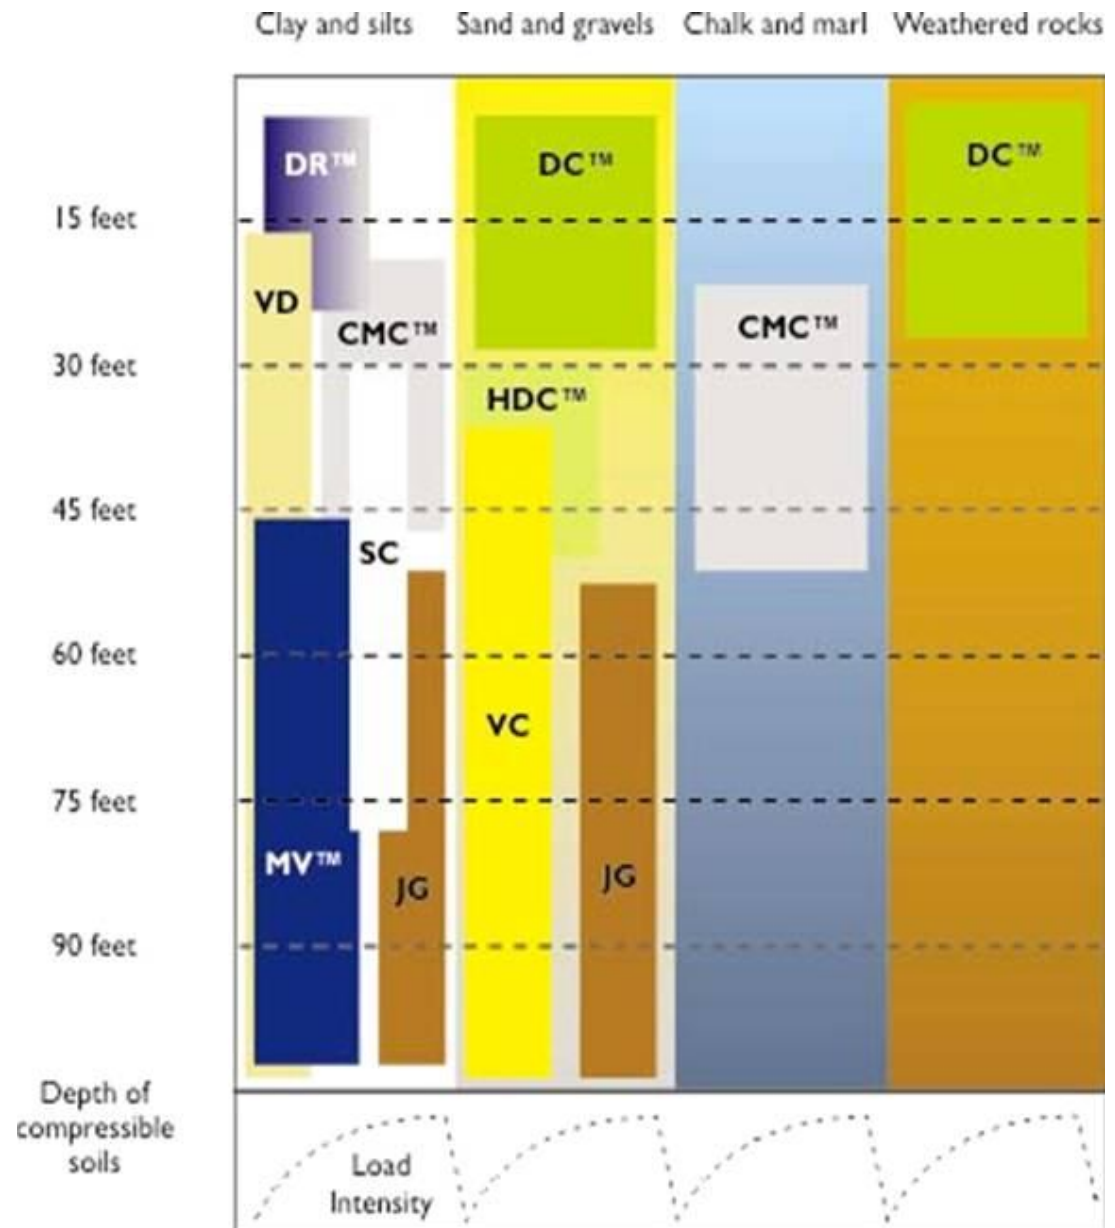 Clay and silts Sand and gravels Chalk and marl Weathered rocks
DR™ DC™ DC™
15 feet
VD CMC™ CMC™
30 feet
HDC™
45 feet
SC
60 feet
VC
75 feet
MV™ JG JG
90 feet
Depth of
compressible
soils
Load
Intensity